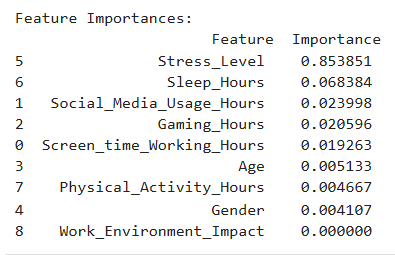 Feature Importances:
Feature Importance
5 Stress_Level 0.853851
6 Sleep_Hours 0.068384
1 Social_Media_Usage_Hours 0.023998
2 Gaming_Hours 0.020596
0 Screen_time_Working_Hours 0.019263
3 Age 0.005133
7 Physical_Activity_Hours 0.004667
4 Gender 0.004107
8 Work_Environment_Impact 0.000000